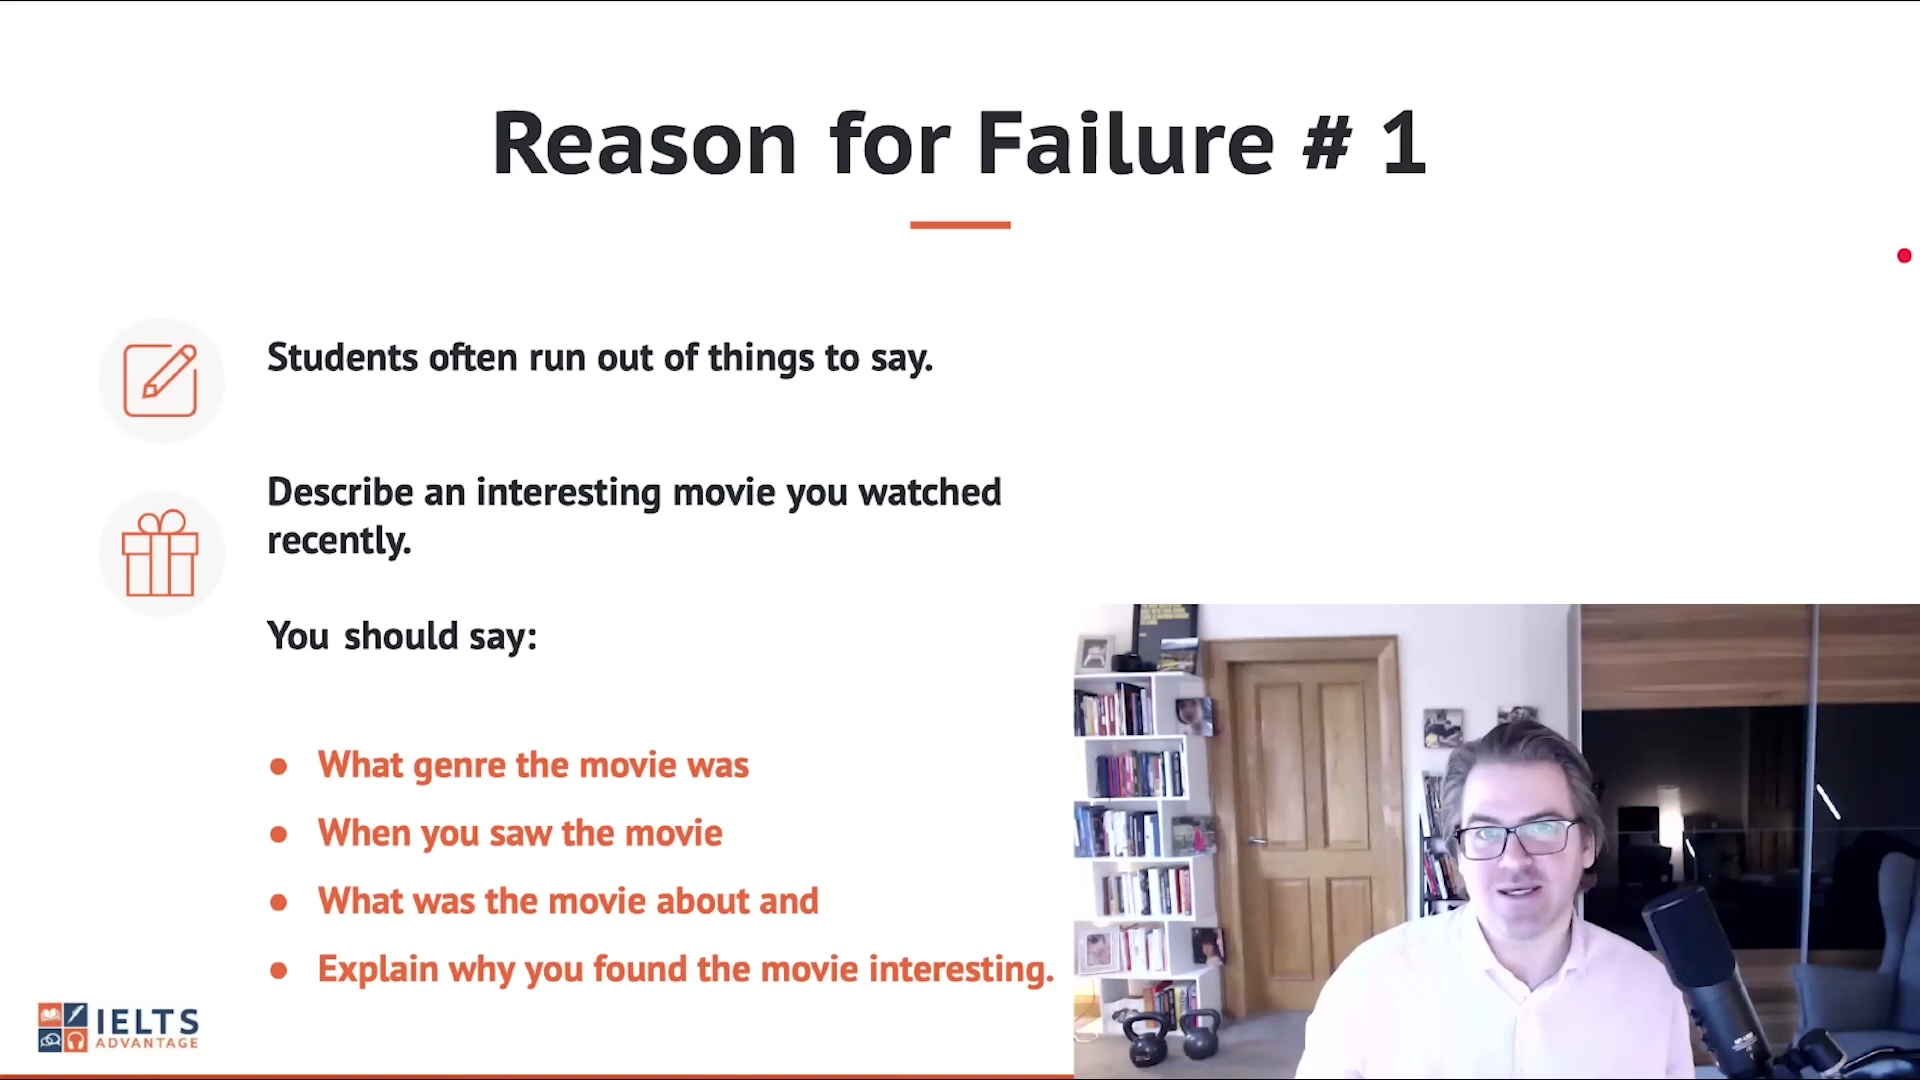 Reason for Failure # 1
Students often run out of things to say.
Describe an interesting movie you watched
recently.
You should say:
● What genre the movie was
● When you saw the movie
● What was the movie about and
● Explain why you found the movie interesting.
IELTS
ADVANTAGE